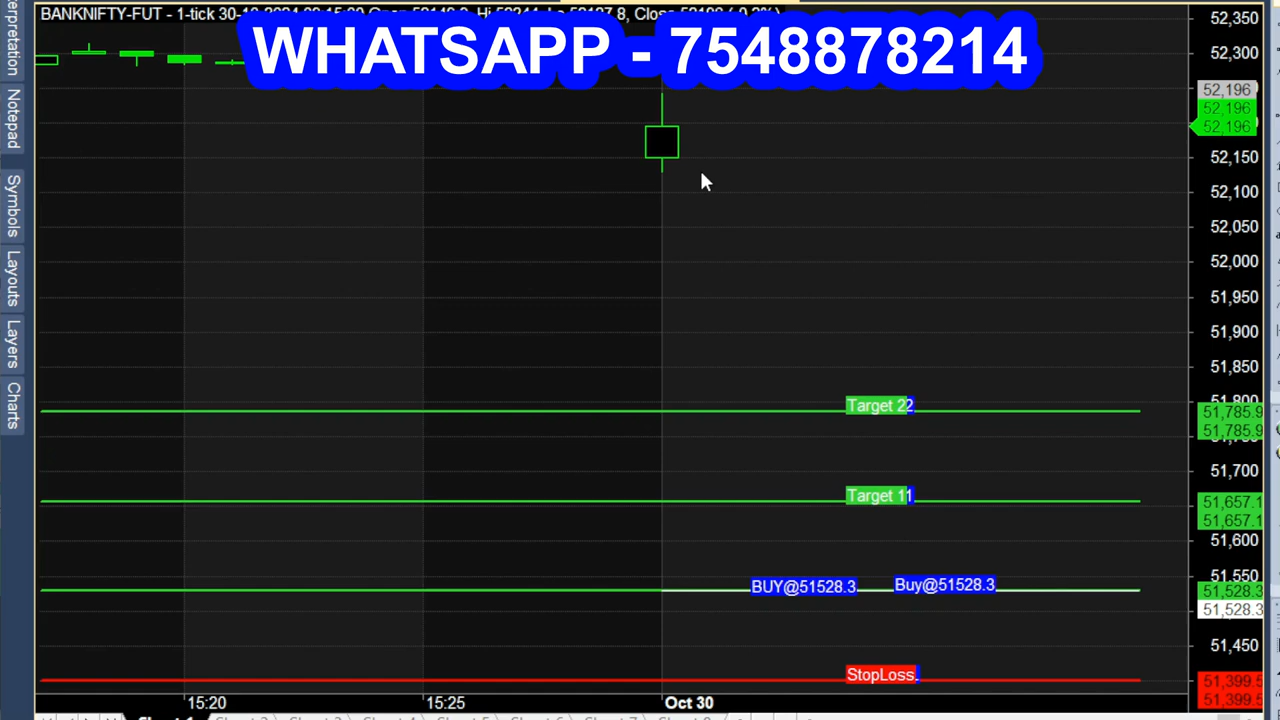 BANKNIFTY-FUT - 1-tick
WHATSAPP - 7548878214
52,350
52,300
52,196
52,196
52,196
52,150
52,100
52,050
52,000
51,950
51,900
51,850
51,800
Target 22
51,785.9
51,785.9
51,700
Target 11
51,657.1
51,657.1
51,600
51,550
BUY@51528.3
Buy@51528.3
51,528.3
51,528.3
51,450
StopLoss.
51,399.5
51,399.5
15:20
15:25
Oct 30
Notepad
Symbols
Layouts
Layers
Charts